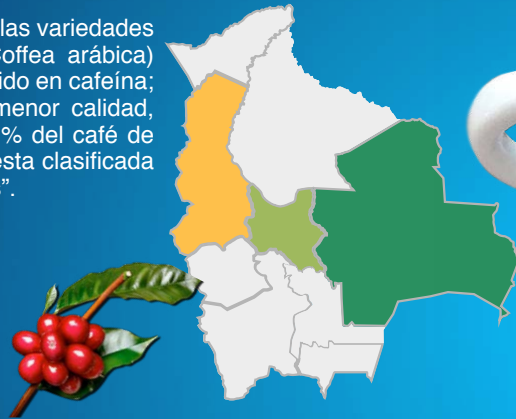 las variedades
offea arábica)
ido en cafeína;
menor calidad,
% del café de
esta clasificada
”.